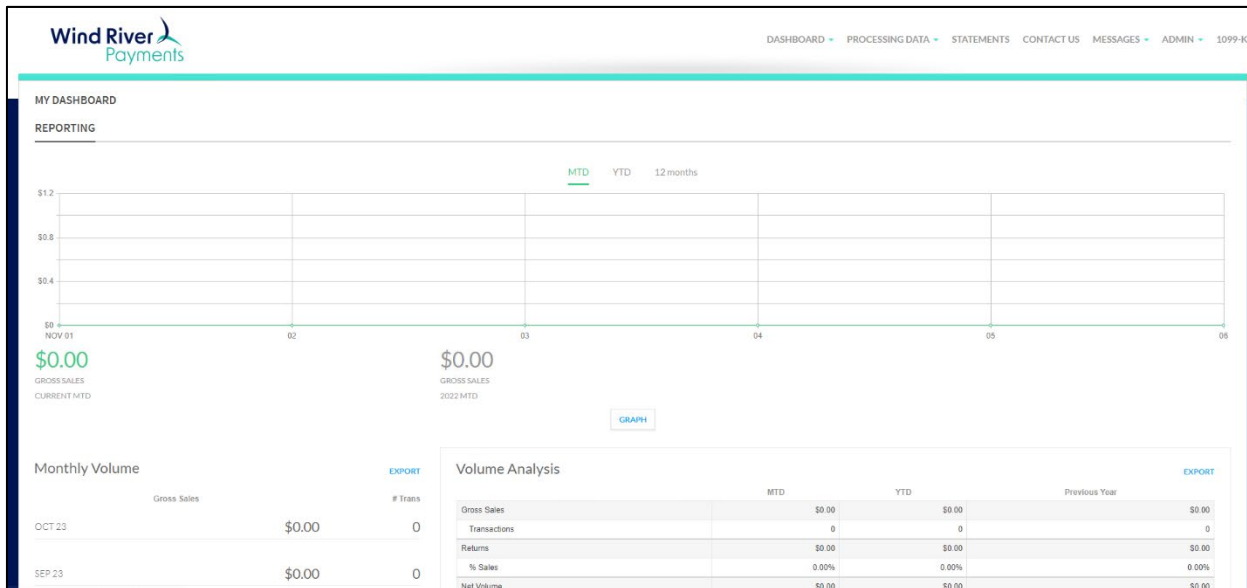 Wind River
Payments
DASHBOARD PROCESSING DATA STATEMENTS CONTACT US MESSAGES ADMIN 1099-K
MY DASHBOARD
REPORTING
MTD YTD 12 months
$1.2
$0.8
$0.4
$0
NOV 01 02 03 04 05 06
$0.00 $0.00
GROSS SALES GROSS SALES
CURRENT MTD 2022 MTD
GRAPH
Monthly Volume EXPORT
Gross Sales # Trans
OCT 23 $0.00 0
SEP 23 $0.00 0
Volume Analysis EXPORT
MTD YTD Previous Year
Gross Sales $0.00 $0.00 $0.00
Transactions 0 0 0
Returns $0.00 $0.00 $0.00
% Sales 0.00% 0.00% 0.00%
Net Volume $0.00 $0.00 $0.00